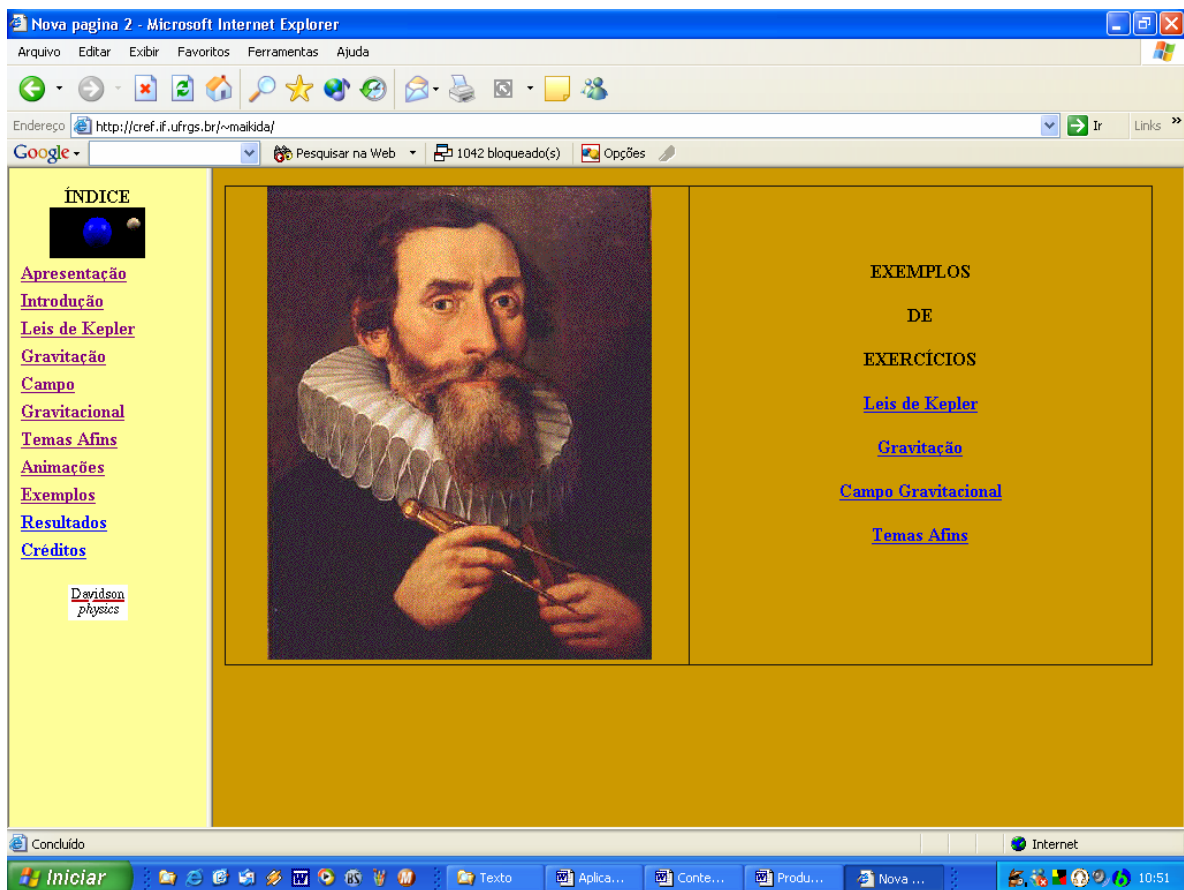 Nova pagina 2 - Microsoft Internet Explorer
Arquivo Editar Exibir Favoritos Ferramentas Ajuda
Endereço http://cref.if.ufrgs.br/~maikida/ Ir Links »
Google Pesquisar na Web 1042 bloqueado(s) Opções
ÍNDICE
Apresentação
Introdução
Leis de Kepler
Gravitação
Campo
Gravitacional
Temas Afins
Animações
Exemplos
Resultados
Créditos
Davidson
physics
EXEMPLOS
DE
EXERCÍCIOS
Leis de Kepler
Gravitação
Campo Gravitacional
Temas Afins
Concluído Internet
Iniciar Texto Aplica... Conte... Produ... Nova ... 10:51